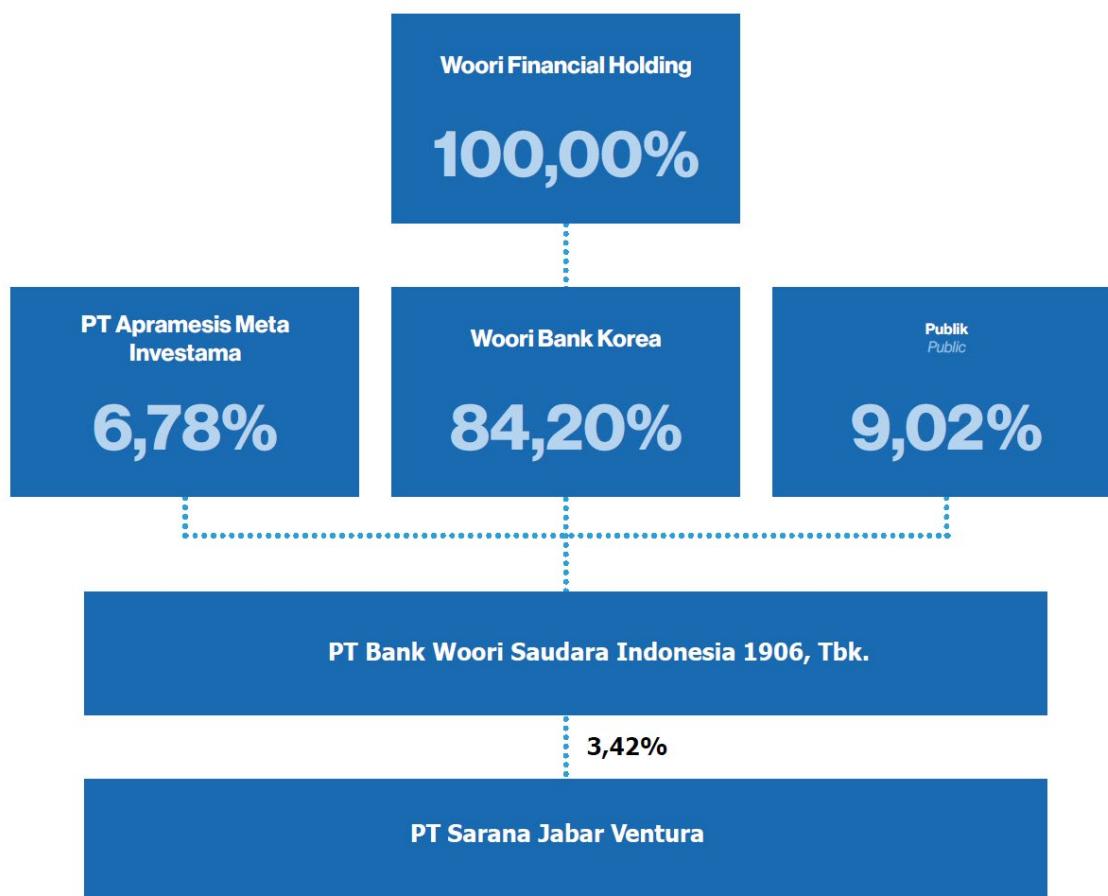 Woori Financial Holding
100,00%
PT Apramesis Meta
Investama
6,78%
Woori Bank Korea
84,20%
Publik
Public
9,02%
PT Bank Woori Saudara Indonesia 1906, Tbk.
3,42%
PT Sarana Jabar Ventura